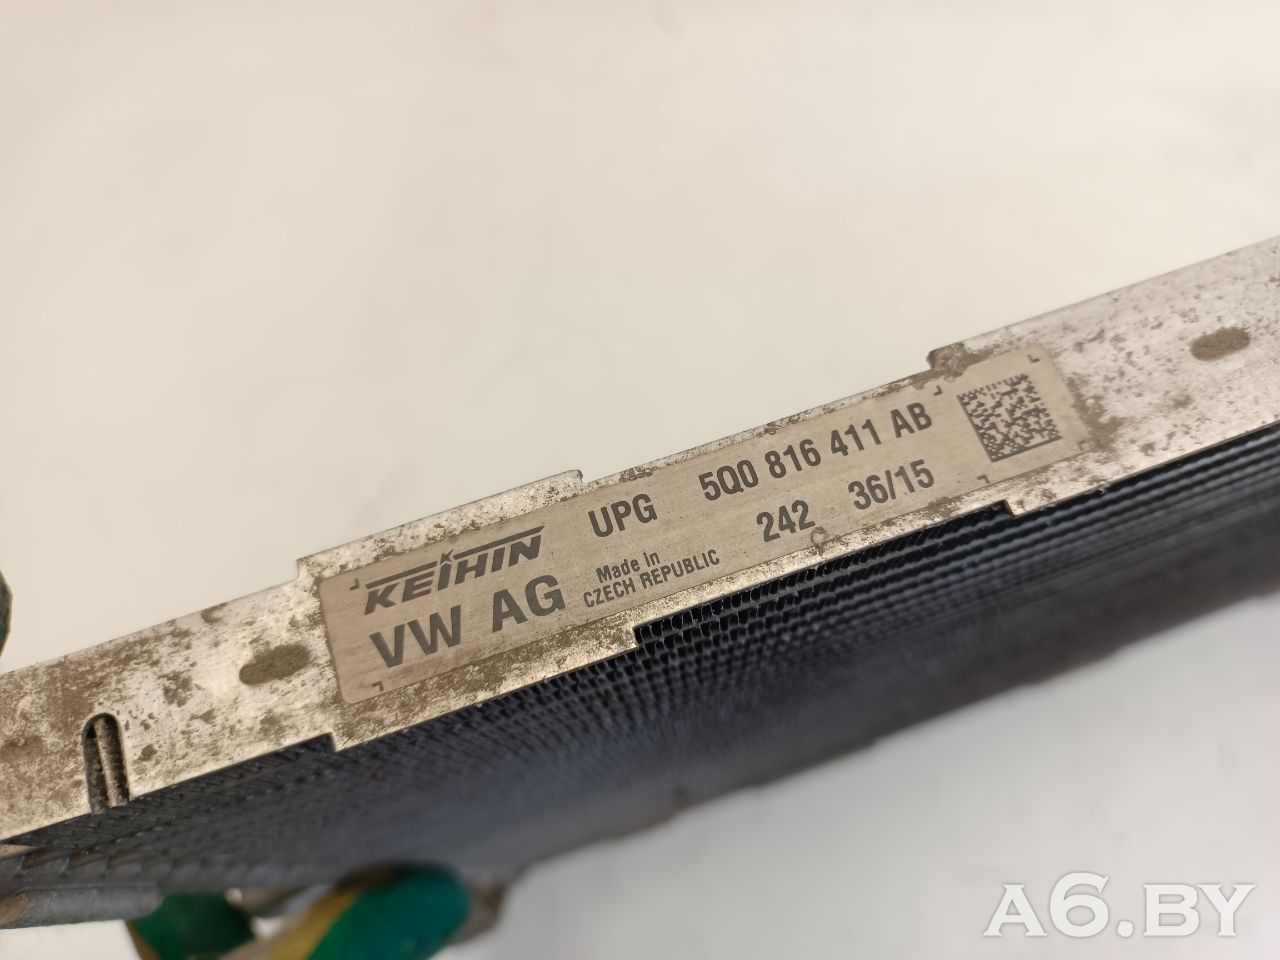 KEIHIN UPG 5Q0 816 411 AB
VW AG Made in 242 36/15
CZECH REPUBLIC
A6.BY